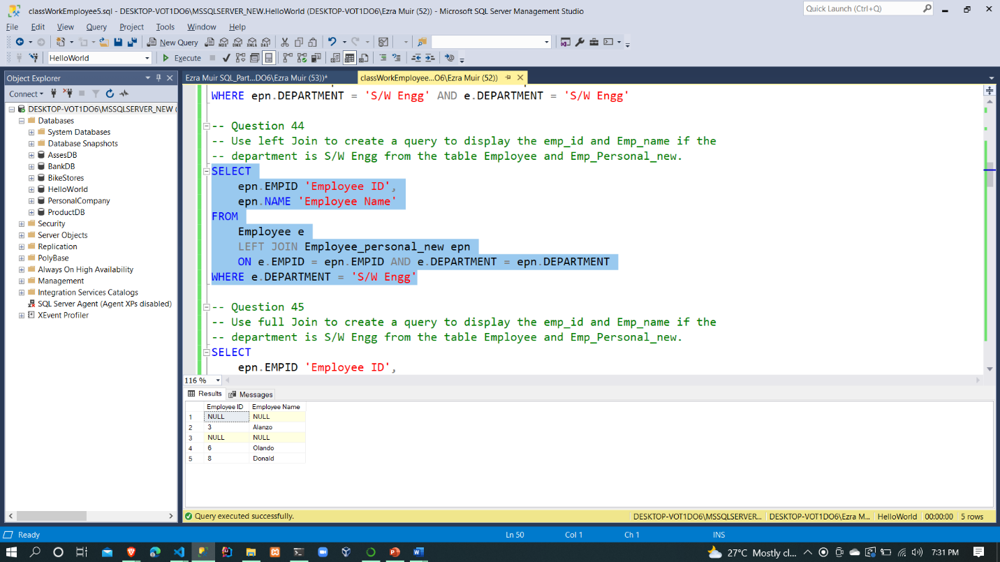 classWorkEmployee5.sql - DESKTOP-VOT1DO6\MSSQLSERVER_NEW.HelloWorld (DESKTOP-VOT1DO6\Ezra Muir (52)) - Microsoft SQL Server Management Studio
Quick Launch (Ctrl+Q)
File Edit View Query Project Tools Window Help
New Query
MDX DMX XMLA DAX
HelloWorld
Execute
Object Explorer
Ezra Muir SQL_Part...DO6\Ezra Muir (53))*
classWorkEmployee...O6\Ezra Muir (52))
Connect
DESKTOP-VOT1DO6\MSSQLSERVER_NEW (
Databases
System Databases
Database Snapshots
AssesDB
BankDB
BikeStores
HelloWorld
PersonalCompany
ProductDB
Security
Server Objects
Replication
PolyBase
Always On High Availability
Management
Integration Services Catalogs
SQL Server Agent (Agent XPs disabled)
XEvent Profiler
WHERE epn.DEPARTMENT = 'S/W Engg' AND e.DEPARTMENT = 'S/W Engg'
-- Question 44
-- Use left Join to create a query to display the emp_id and Emp_name if the
-- department is S/W Engg from the table Employee and Emp_Personal_new.
SELECT
epn.EMPID 'Employee ID',
epn.NAME 'Employee Name'
FROM
Employee e
LEFT JOIN Employee_personal_new epn
ON e.EMPID = epn.EMPID AND e.DEPARTMENT = epn.DEPARTMENT
WHERE e.DEPARTMENT = 'S/W Engg'
-- Question 45
-- Use full Join to create a query to display the emp_id and Emp_name if the
-- department is S/W Engg from the table Employee and Emp_Personal_new.
SELECT
epn.EMPID 'Employee ID',
116 %
Results Messages
Employee ID Employee Name
1 NULL NULL
2 3 Alanzo
3 NULL NULL
4 6 Olando
5 8 Donald
Query executed successfully.
DESKTOP-VOT1DO6\MSSQLSERVER... DESKTOP-VOT1DO6\Ezra M... HelloWorld 00:00:00 5 rows
Ready Ln 50 Col 1 Ch 1 INS
27°C Mostly cl... 7:31 PM